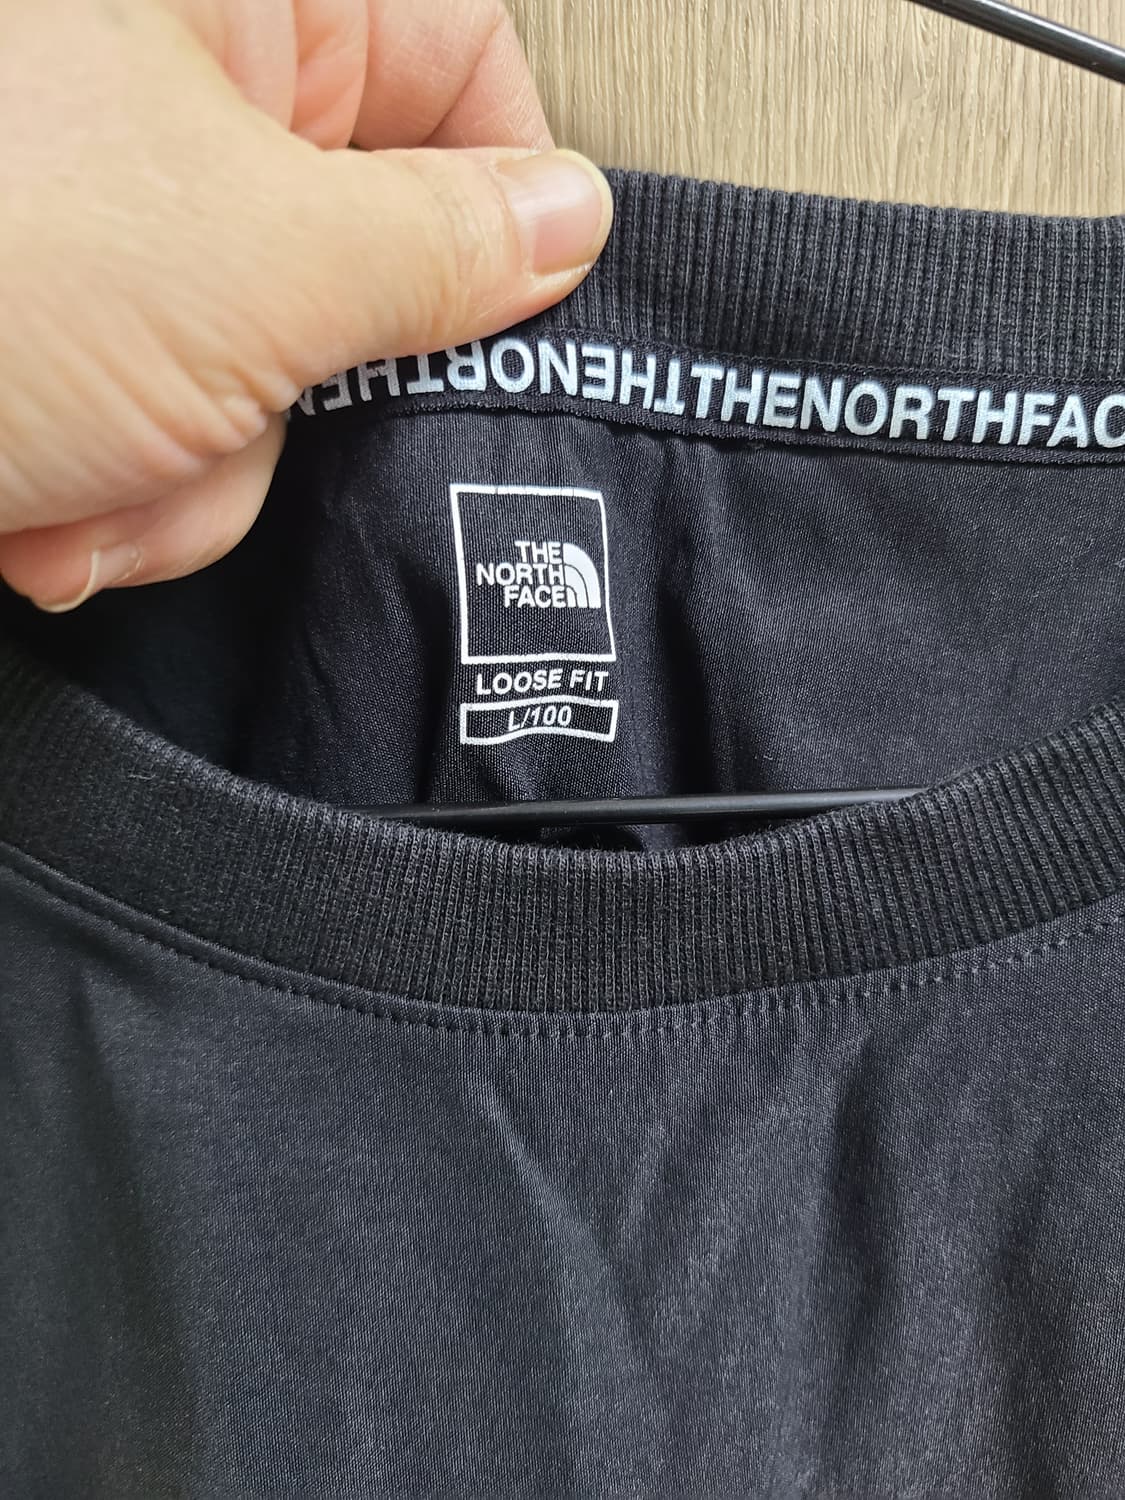 THENORTHTHENORTHFAC
THE
NORTH
FACE
LOOSE FIT
L/100